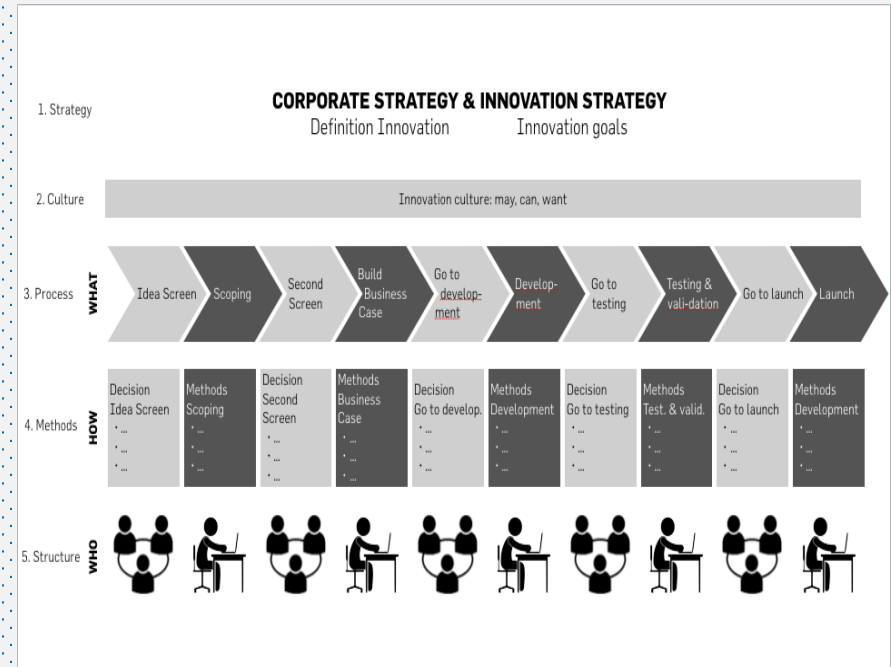 CORPORATE STRATEGY & INNOVATION STRATEGY
1. Strategy
Definition Innovation
Innovation goals
2. Culture
Innovation culture: may, can, want
3. Process
WHAT
Idea Screen
Scoping
Second
Screen
Build
Business
Case
Go to
develop-
ment
Develop-
ment
Go to
testing
Testing &
vali-dation
Go to launch
Launch
4. Methods
HOW
Decision
Idea Screen
• ...
• ...
• ...
Methods
Scoping
• ...
• ...
• ...
Decision
Second
Screen
• ...
• ...
• ...
Methods
Business
Case
• ...
• ...
• ...
Decision
Go to develop.
• ...
• ...
• ...
Methods
Development
• ...
• ...
• ...
Decision
Go to testing
• ...
• ...
• ...
Methods
Test. & valid.
• ...
• ...
• ...
Decision
Go to launch
• ...
• ...
• ...
Methods
Development
• ...
• ...
• ...
5. Structure
WHO